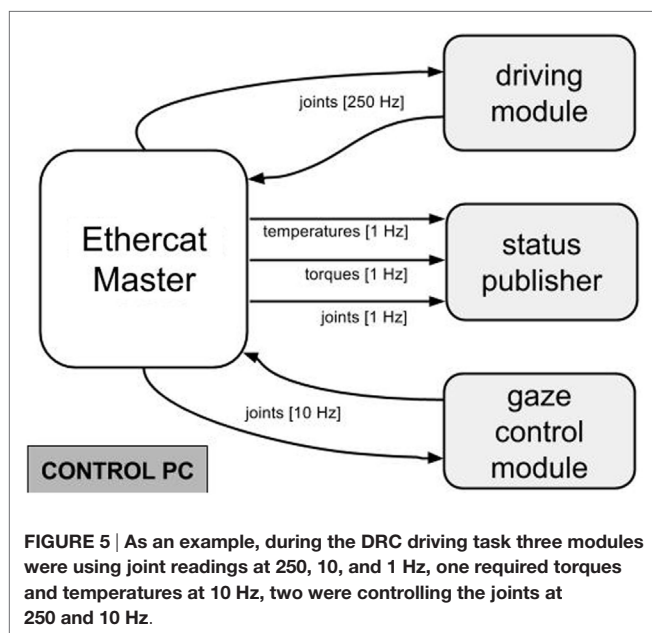 driving
module
joints [250 Hz]
Ethercat
Master
temperatures [1 Hz]
torques [1 Hz]
joints [1 Hz]
status
publisher
joints [10 Hz]
gaze
control
module
CONTROL PC
FIGURE 5 | As an example, during the DRC driving task three modules
were using joint readings at 250, 10, and 1 Hz, one required torques
and temperatures at 10 Hz, two were controlling the joints at
250 and 10 Hz.